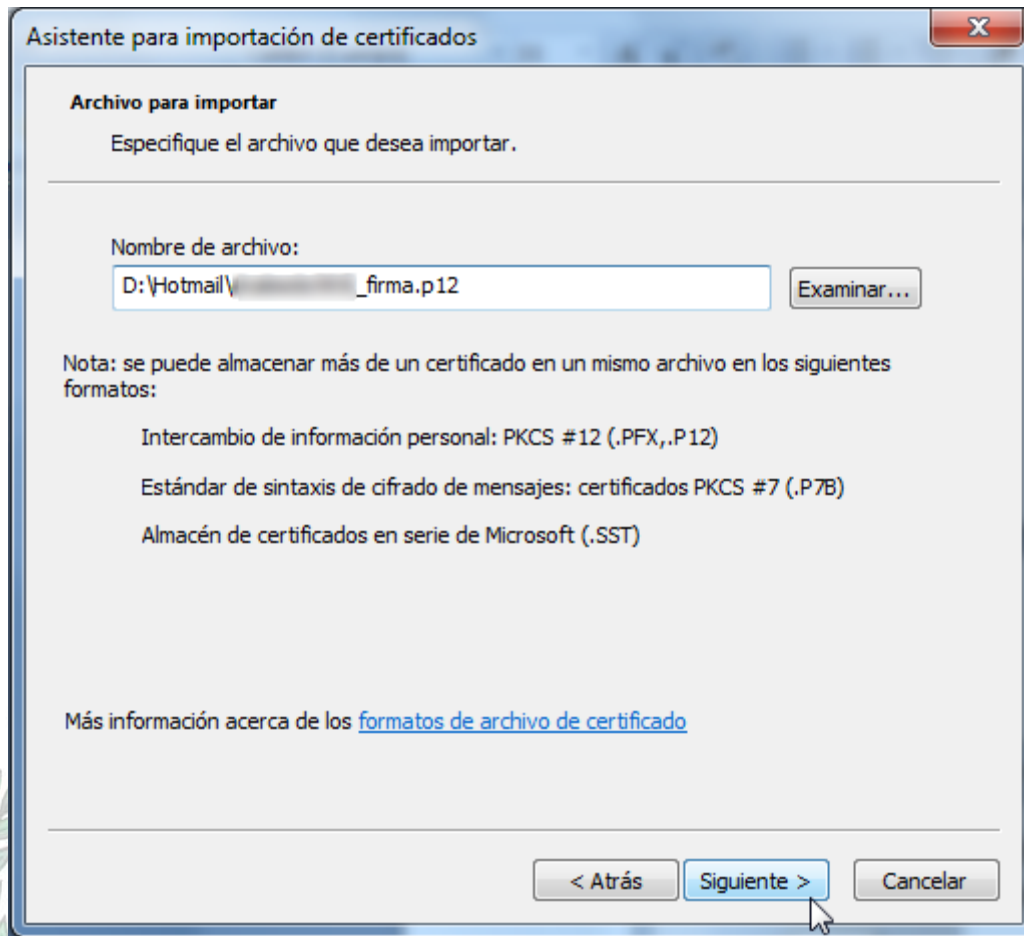 Asistente para importación de certificados
Archivo para importar
Especifique el archivo que desea importar.
Nombre de archivo:
D:\Hotmail\ _firma.p12
Examinar...
Nota: se puede almacenar más de un certificado en un mismo archivo en los siguientes
formatos:
Intercambio de información personal: PKCS #12 (.PFX,.P12)
Estándar de sintaxis de cifrado de mensajes: certificados PKCS #7 (.P7B)
Almacén de certificados en serie de Microsoft (.SST)
Más información acerca de los formatos de archivo de certificado
< Atrás
Siguiente >
Cancelar